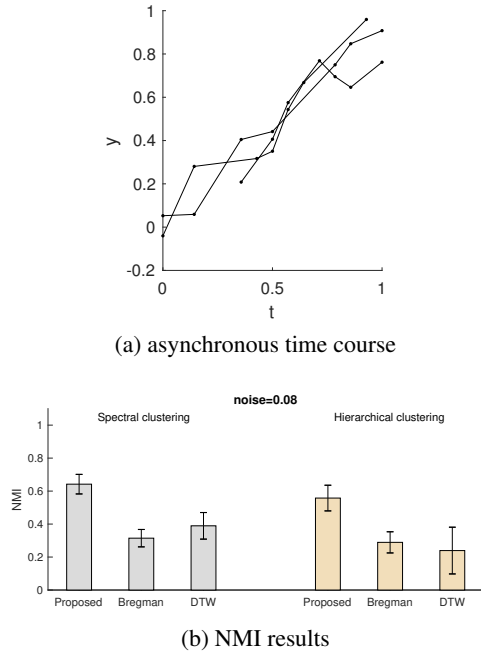 1
0.8
0.6
0.4
0.2
0
-0.2
y
0 0.5 1
t
(a) asynchronous time course
noise=0.08
Spectral clustering Hierarchical clustering
1
0.8
0.6
0.4
0.2
0
NMI
Proposed Bregman DTW Proposed Bregman DTW
(b) NMI results